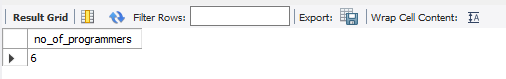 Result Grid Filter Rows: Export: Wrap Cell Content:
no_of_programmers
6